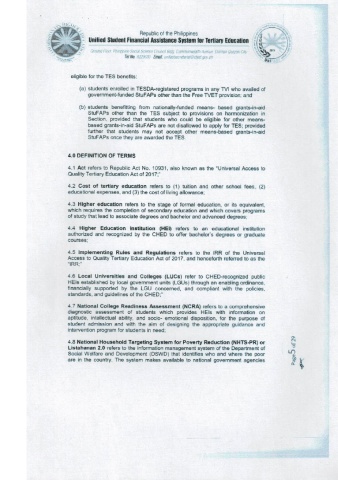 Republic of the Philippines
Unified Student Financial Assistance System for Tertiary Education
eligible for the TES benefits:
(a) students enrolled in TESDA-registered programs in any TVI who availed of
government-funded StuFAPs other than the Free TVET provision; and
(b) students benefitting from nationally-funded means- based grants-in-aid
StuFAPs other than the TES subject to provisions on harmonization in
Section, provided that students who could be eligible for other means-
based grants-in-aid StuFAPs are not disallowed to apply for TES; provided
further that students may not accept other means-based grants-in-aid
StuFAPs once they are awarded the TES.
4.0 DEFINITION OF TERMS
4.1 Act refers to Republic Act No. 10931, also known as the "Universal Access to
Quality Tertiary Education Act of 2017;"
4.2 Cost of tertiary education refers to (1) tuition and other school fees, (2)
educational expenses, and (3) the cost of living allowance;
4.3 Higher education refers to the stage of formal education, or its equivalent,
which requires the completion of secondary education and which covers programs
of study that lead to associate degrees and bachelor and advanced degrees;
4.4 Higher Education Institution (HEI) refers to an educational institution
authorized and recognized by the CHED to offer bachelor's degrees or graduate
courses;
4.5 Implementing Rules and Regulations refers to the IRR of the Universal
Access to Quality Tertiary Education Act of 2017, and henceforth referred to as the
"IRR;"
4.6 Local Universities and Colleges (LUCs) refer to CHED-recognized public
HEIs established by local government units (LGUs) through an enabling ordinance,
financially supported by the LGU concerned, and compliant with the policies,
standards, and guidelines of the CHED;
4.7 National College Readiness Assessment (NCRA) refers to a comprehensive
diagnostic assessment of students which provides HEIs with information on
aptitude, intellectual ability, and socio- emotional disposition, for the purpose of
student admission and with the aim of designing the appropriate guidance and
intervention program for students in need;
4.8 National Household Targeting System for Poverty Reduction (NHTS-PR) or
Listahanan 2.0 refers to the information management system of the Department of
Social Welfare and Development (DSWD) that identifies who and where the poor
are in the country. The system makes available to national government agencies
Page 5 of 29